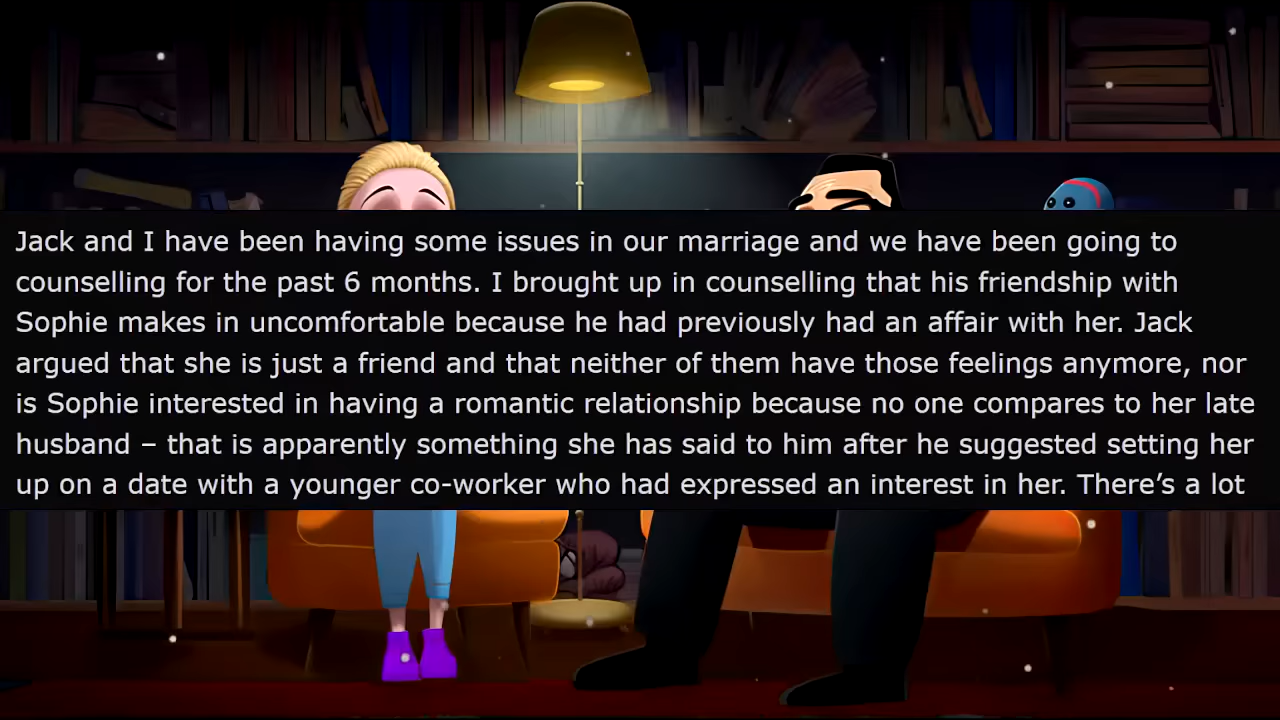 Jack and I have been having some issues in our marriage and we have been going to
counselling for the past 6 months. I brought up in counselling that his friendship with
Sophie makes in uncomfortable because he had previously had an affair with her. Jack
argued that she is just a friend and that neither of them have those feelings anymore, nor
is Sophie interested in having a romantic relationship because no one compares to her late
husband – that is apparently something she has said to him after he suggested setting her
up on a date with a younger co-worker who had expressed an interest in her. There’s a lot